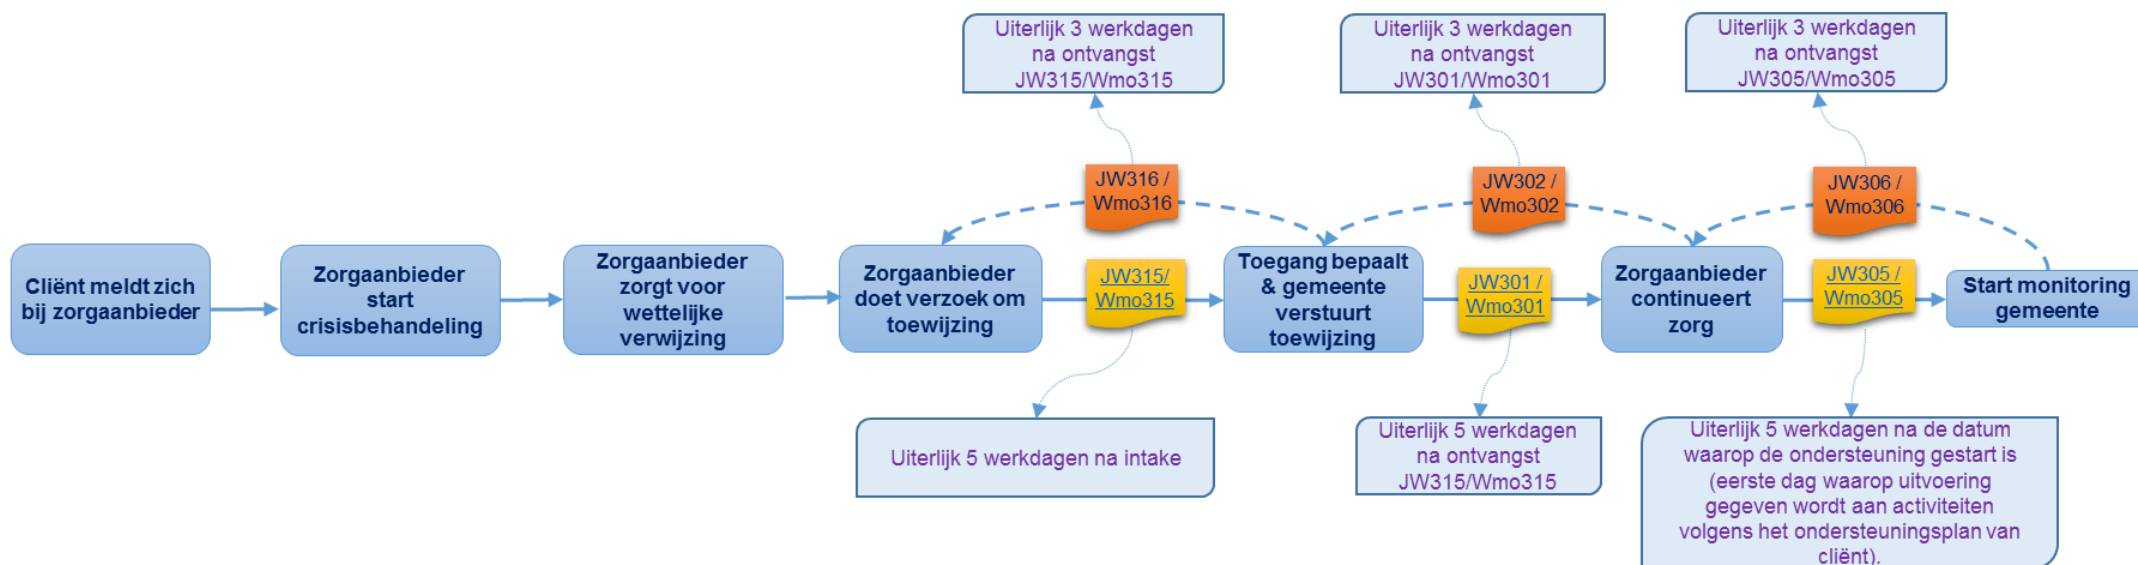 Uiterlijk 3 werkdagen
na ontvangst
JW315/Wmo315
Uiterlijk 3 werkdagen
na ontvangst
JW301/Wmo301
Uiterlijk 3 werkdagen
na ontvangst
JW305/Wmo305
JW316 /
Wmo316
JW302 /
Wmo302
JW306 /
Wmo306
Cliënt meldt zich
bij zorgaanbieder
Zorgaanbieder
start
crisisbehandeling
Zorgaanbieder
zorgt voor
wettelijke
verwijzing
Zorgaanbieder
doet verzoek om
toewijzing
JW315/
Wmo315
Toegang bepaalt
& gemeente
verstuurt
toewijzing
JW301 /
Wmo301
Zorgaanbieder
continueert
zorg
JW305 /
Wmo305
Start monitoring
gemeente
Uiterlijk 5 werkdagen na intake
Uiterlijk 5 werkdagen
na ontvangst
JW315/Wmo315
Uiterlijk 5 werkdagen na de datum
waarop de ondersteuning gestart is
(eerste dag waarop uitvoering
gegeven wordt aan activiteiten
volgens het ondersteuningsplan van
cliënt).